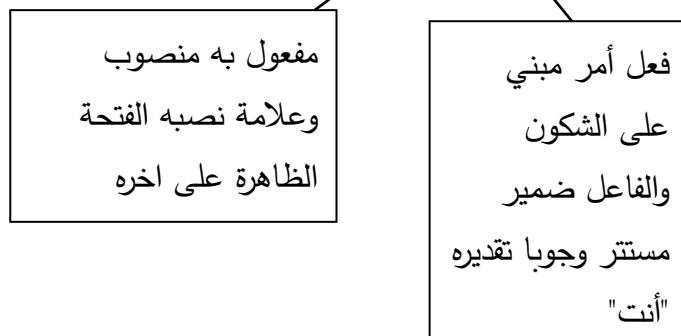 فعل أمر مبني
على الشكون
والفاعل ضمير
مستتر وجوبا تقديره
"أنت"
مفعول به منصوب
وعلامة نصبه الفتحة
الظاهرة على اخره